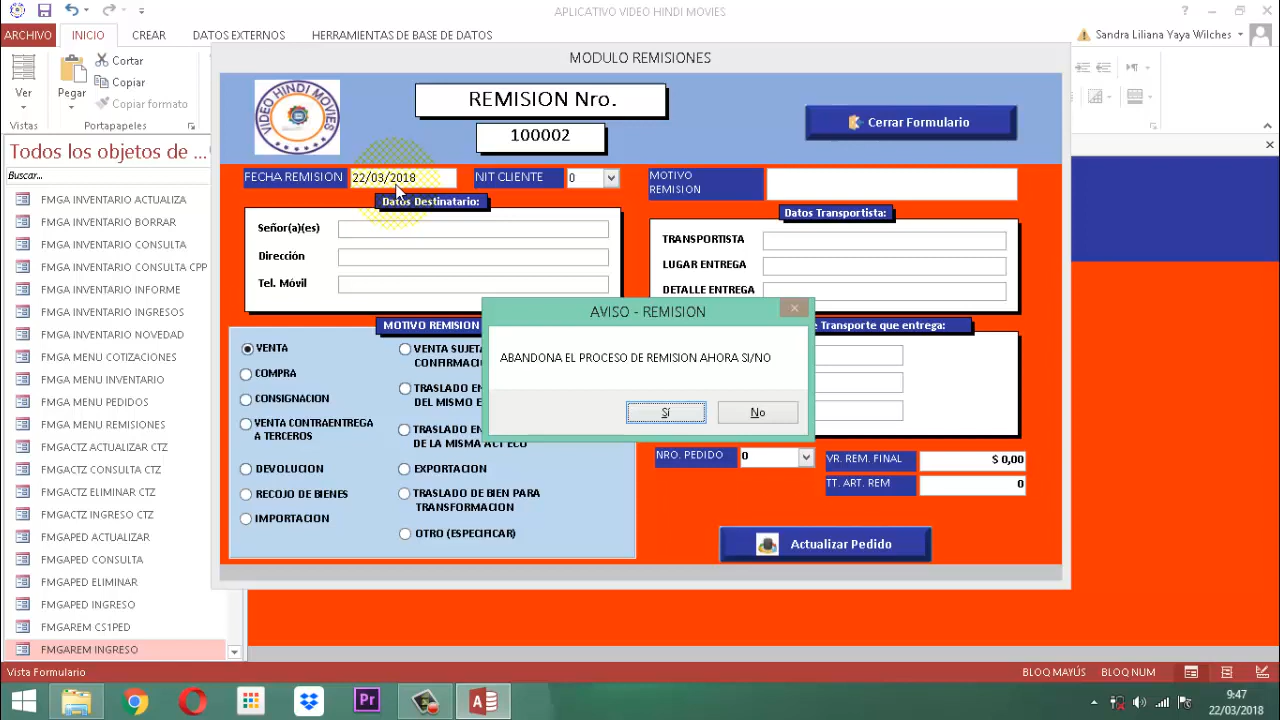 APLICATIVO VIDEO HINDI MOVIES
ARCHIVO INICIO CREAR DATOS EXTERNOS HERRAMIENTAS DE BASE DE DATOS
Sandra Liliana Yaya Wilches
Ver
Pegar
Cortar
Copiar
Copiar formato
Vistas
Portapapeles
Todos los objetos de ...
Buscar...
FMGA INVENTARIO ACTUALIZA
FMGA INVENTARIO BORRAR
FMGA INVENTARIO CONSULTA
FMGA INVENTARIO CONSULTA CPP
FMGA INVENTARIO INFORME
FMGA INVENTARIO INGRESOS
FMGA INVENTARIO NOVEDAD
FMGA MENU COTIZACIONES
FMGA MENU INVENTARIO
FMGA MENU PEDIDOS
FMGA MENU REMISIONES
FMGACTZ ACTUALIZAR CTZ
FMGACTZ CONSULTA CTZ
FMGACTZ ELIMINAR CTZ
FMGACTZ INGRESO CTZ
FMGAPED ACTUALIZAR
FMGAPED CONSULTA
FMGAPED ELIMINAR
FMGAPED INGRESO
FMGAREM CS1PED
FMGAREM INGRESO
MODULO REMISIONES
VIDEO HINDI MOVIES
REMISION Nro.
100002
Cerrar Formulario
FECHA REMISION 22/03/2018
NIT CLIENTE 0
MOTIVO
REMISION
Datos Destinatario:
Señor(a)(es)
Dirección
Tel. Móvil
Datos Transportista:
TRANSPORTISTA
LUGAR ENTREGA
DETALLE ENTREGA
MOTIVO REMISION
VENTA
COMPRA
CONSIGNACION
VENTA CONTRAENTREGA
A TERCEROS
DEVOLUCION
RECOJO DE BIENES
IMPORTACION
VENTA SUJETA
CONFIRMACI
TRASLADO EN
DEL MISMO E
TRASLADO EN
DE LA MISMA ACT ECO
EXPORTACION
TRASLADO DE BIEN PARA
TRANSFORMACION
OTRO (ESPECIFICAR)
AVISO - REMISION
ABANDONA EL PROCESO DE REMISION AHORA SI/NO
Sí
No
e Transporte que entrega:
NRO. PEDIDO 0
VR. REM. FINAL $ 0,00
TT. ART. REM 0
Actualizar Pedido
Vista Formulario
BLOQ MAYÚS BLOQ NUM
Pr
9:47
22/03/2018